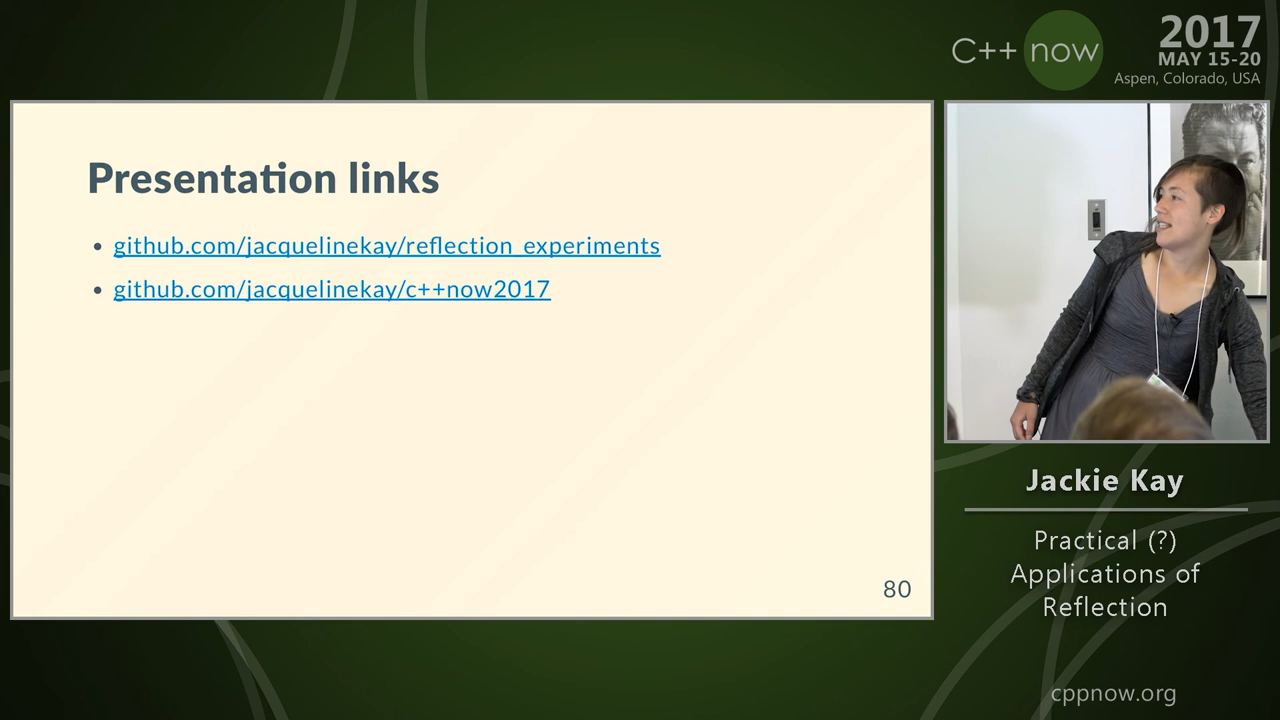 C++ now
2017
MAY 15-20
Aspen, Colorado, USA
Presentation links
• github.com/jacquelinekay/reflection_experiments
• github.com/jacquelinekay/c++now2017
80
Jackie Kay
Practical (?)
Applications of
Reflection
cppnow.org